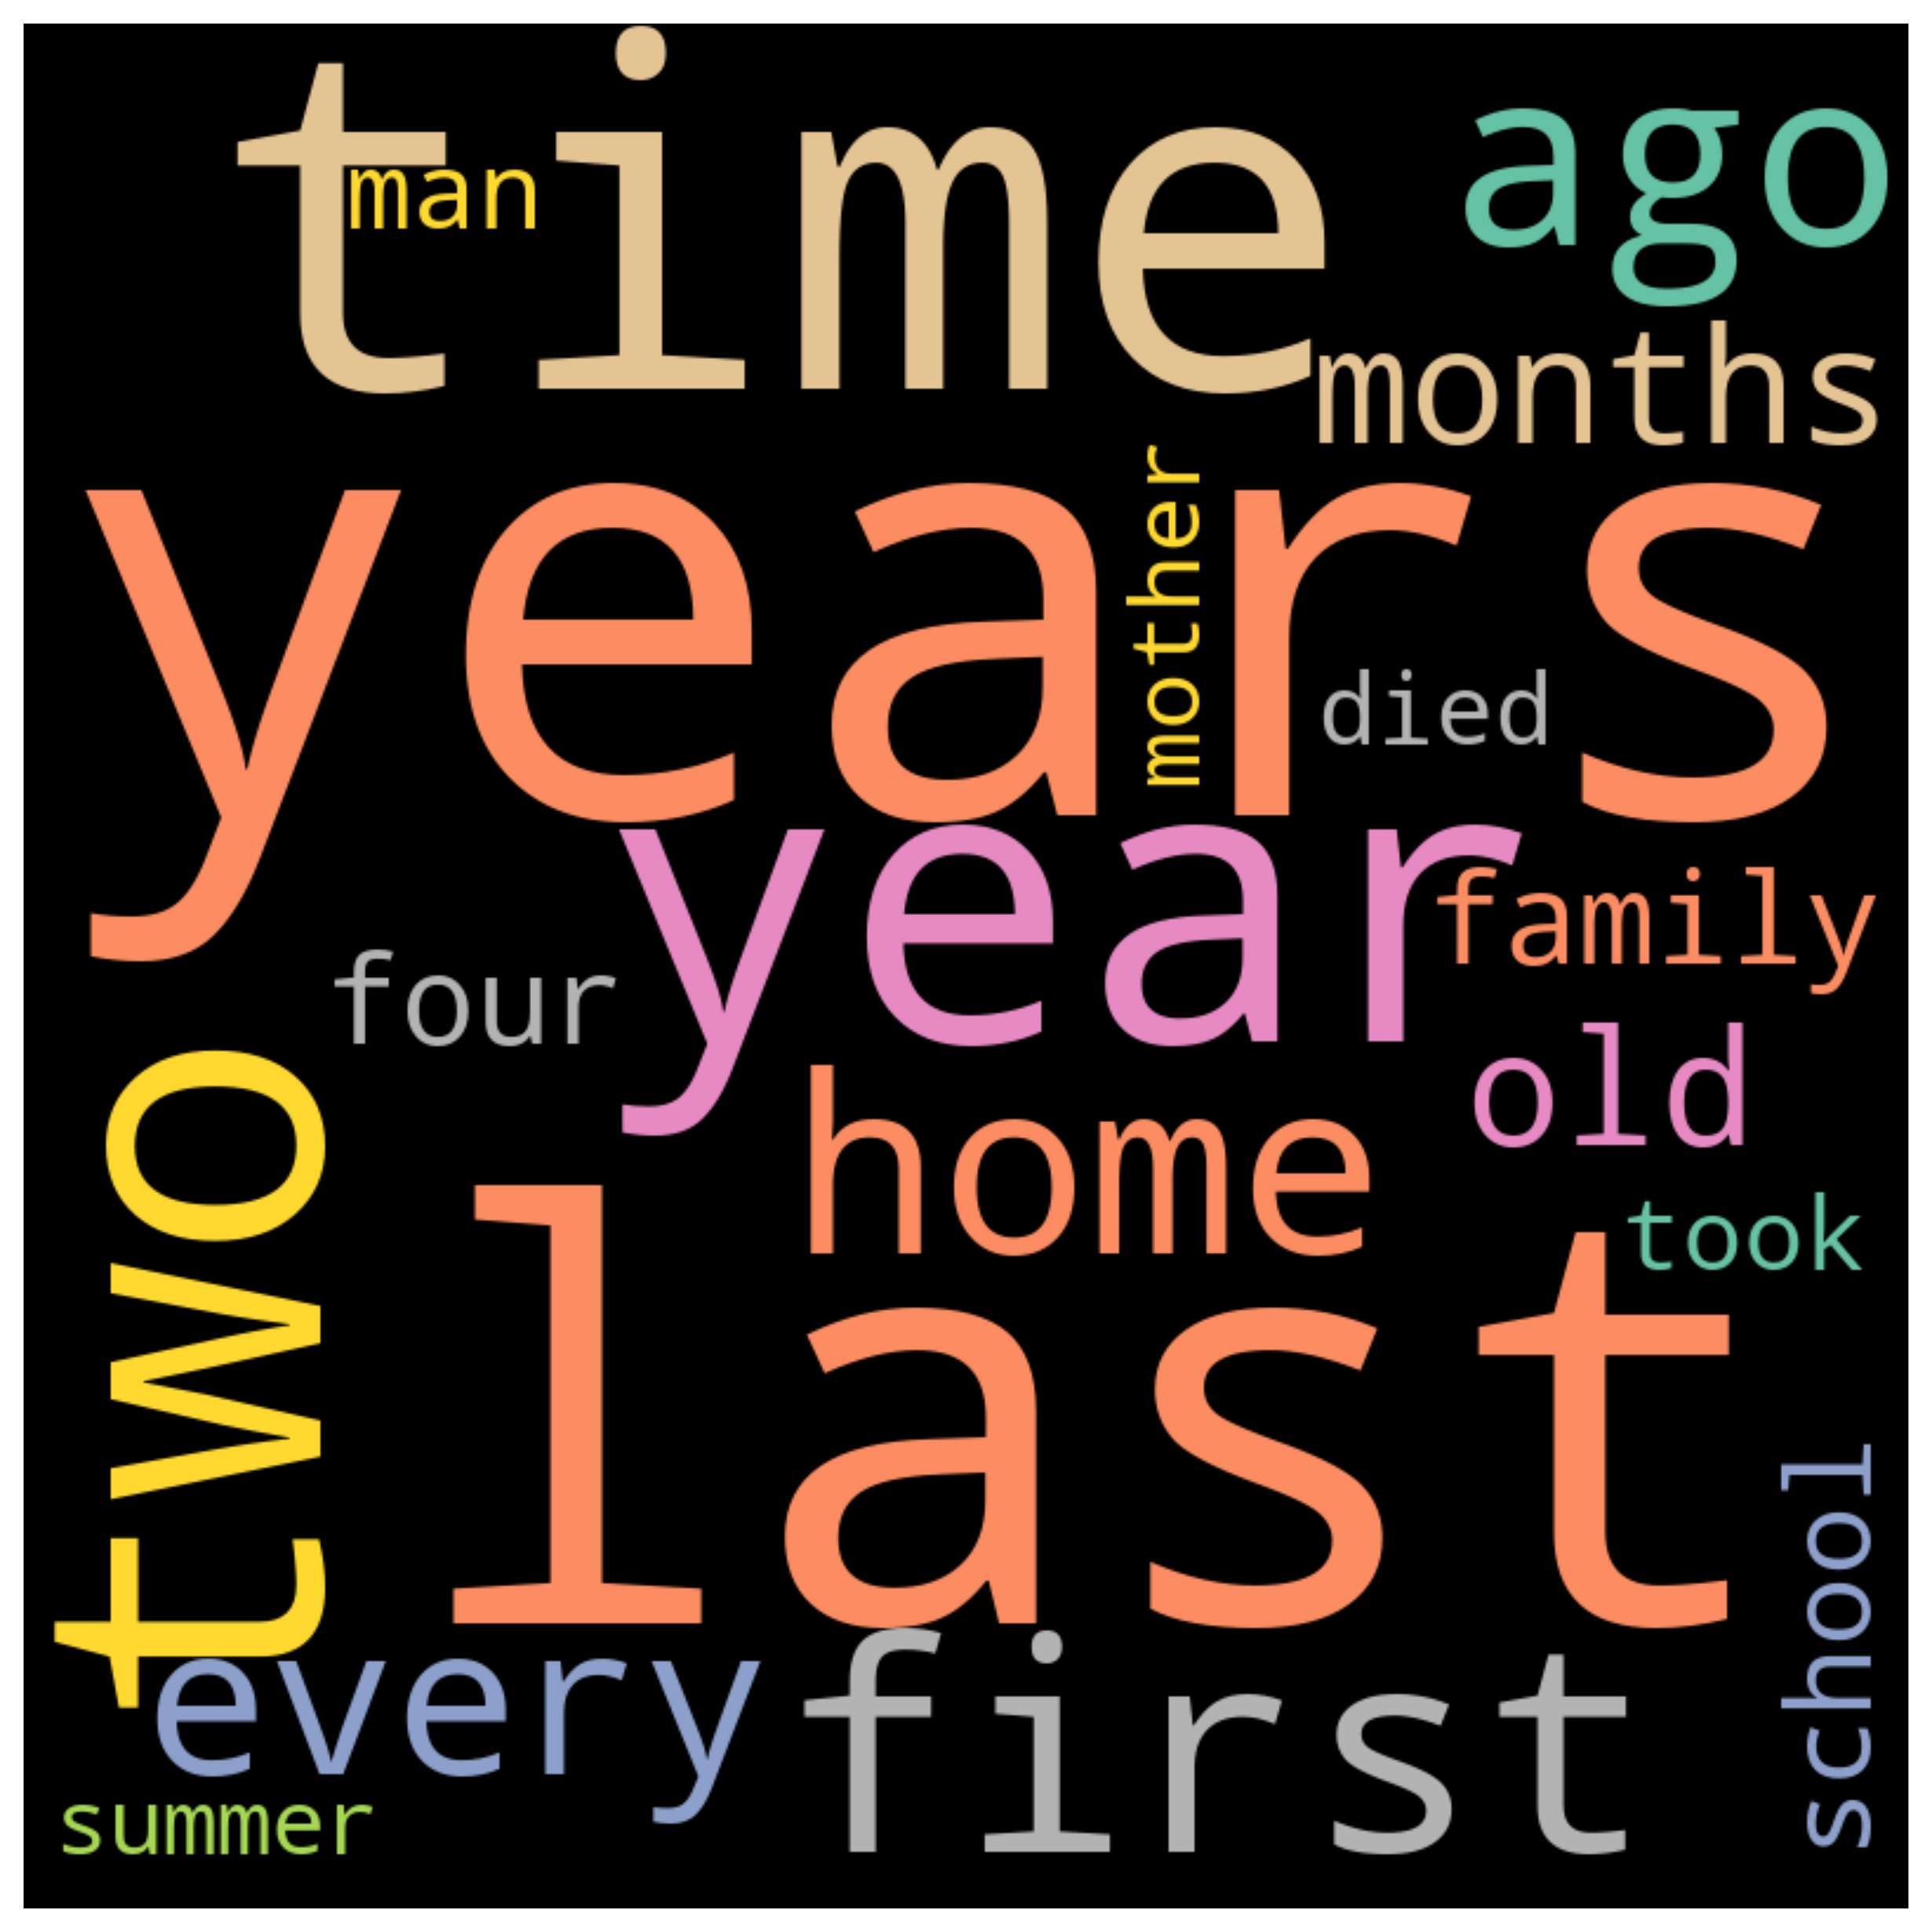 time
ago
man
months
years
mother
died
year
family
four
old
two
home
took
last
school
every
first
summer